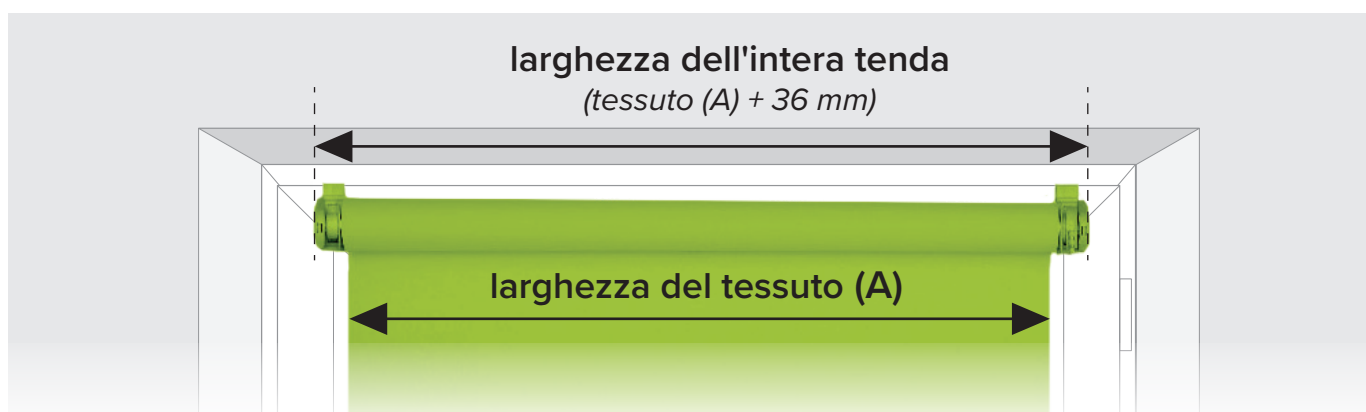 larghezza dell'intera tenda
(tessuto (A) + 36 mm)
larghezza del tessuto (A)